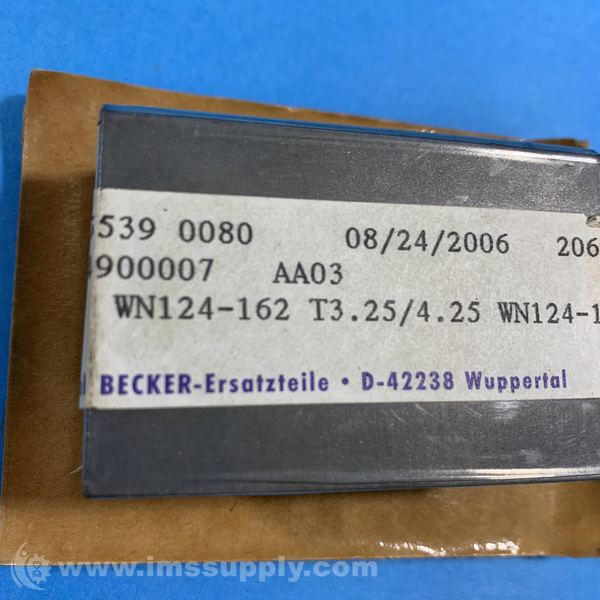 5539 0080 08/24/2006 206
900007 AA03
WN124-162 T3.25/4.25 WN124-1
BECKER-Ersatzteile • D-42238 Wuppertal
www.imssupply.com